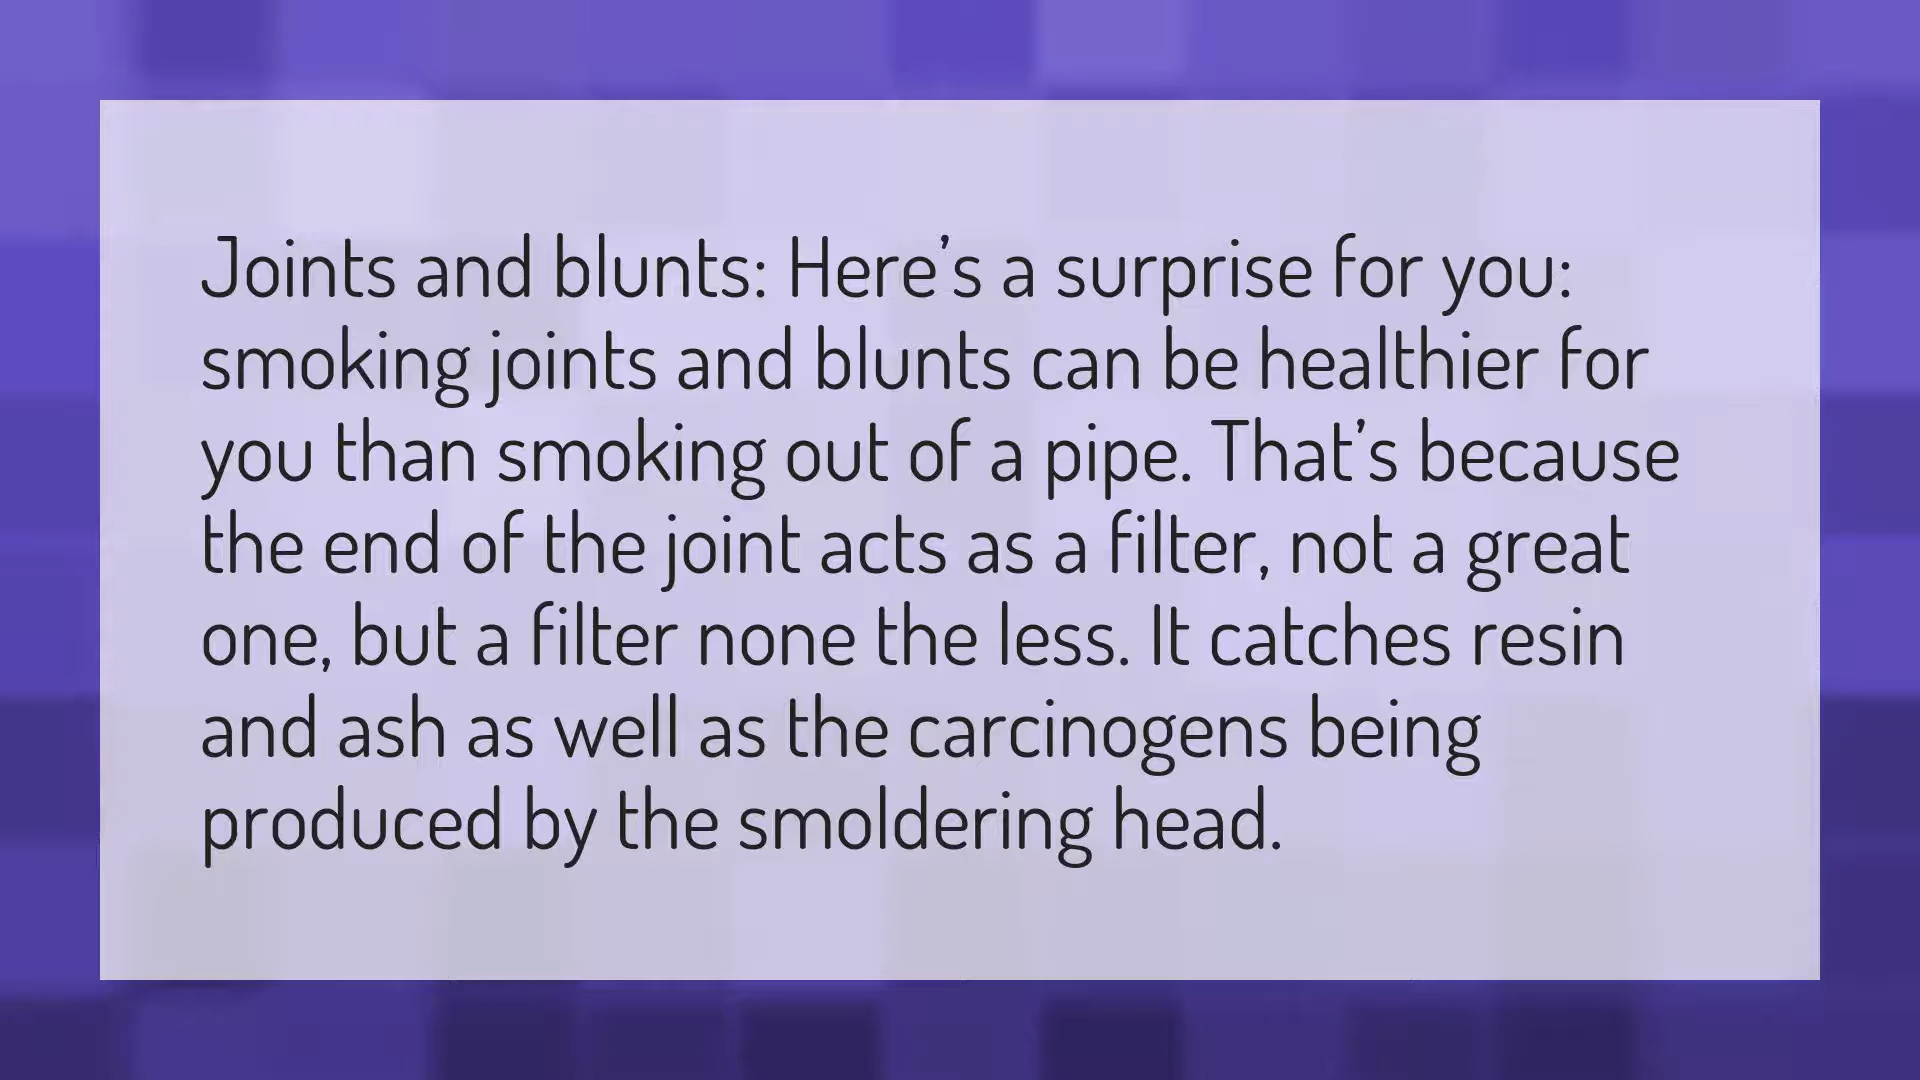 Joints and blunts: Here’s a surprise for you:
smoking joints and blunts can be healthier for
you than smoking out of a pipe. That’s because
the end of the joint acts as a filter, not a great
one, but a filter none the less. It catches resin
and ash as well as the carcinogens being
produced by the smoldering head.